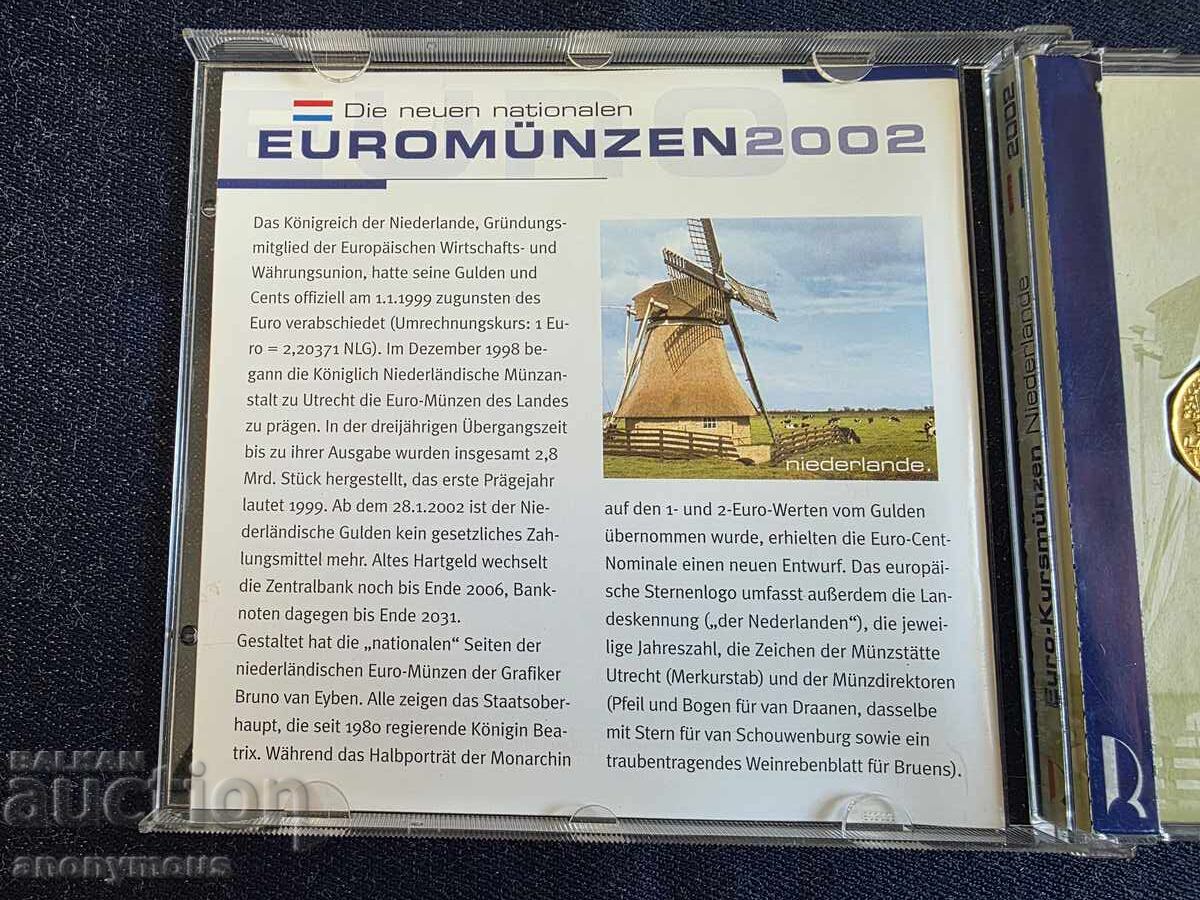 Die neuen nationalen
EUROMÜNZEN2002
Das Königreich der Niederlande, Gründungs-
mitglied der Europäischen Wirtschafts- und
Währungsunion, hatte seine Gulden und
Cents offiziell am 1.1.1999 zugunsten des
Euro verabschiedet (Umrechnungskurs: 1 Eu-
ro = 2,20371 NLG). Im Dezember 1998 be-
gann die Königlich Niederländische Münzan-
stalt zu Utrecht die Euro-Münzen des Landes
zu prägen. In der dreijährigen Übergangszeit
bis zu ihrer Ausgabe wurden insgesamt 2,8
Mrd. Stück hergestellt, das erste Prägejahr
lautet 1999. Ab dem 28.1.2002 ist der Nie-
derländische Gulden kein gesetzliches Zah-
lungsmittel mehr. Altes Hartgeld wechselt
die Zentralbank noch bis Ende 2006, Bank-
noten dagegen bis Ende 2031.
Gestaltet hat die „nationalen“ Seiten der
niederländischen Euro-Münzen der Grafiker
Bruno van Eyben. Alle zeigen das Staatsober-
haupt, die seit 1980 regierende Königin Bea-
trix. Während das Halbporträt der Monarchin
niederlande.
auf den 1- und 2-Euro-Werten vom Gulden
übernommen wurde, erhielten die Euro-Cent-
Nominale einen neuen Entwurf. Das europäi-
sche Sternenlogo umfasst außerdem die Lan-
deskennung („der Nederlanden“), die jewei-
lige Jahreszahl, die Zeichen der Münzstätte
Utrecht (Merkurstab) und der Münzdirektoren
(Pfeil und Bogen für van Draanen, dasselbe
mit Stern für van Schouwenburg sowie ein
traubentragendes Weinrebenblatt für Bruens).
Euro-Kursmünzen Niederlande 2002
BALKAN
auction
anonymous